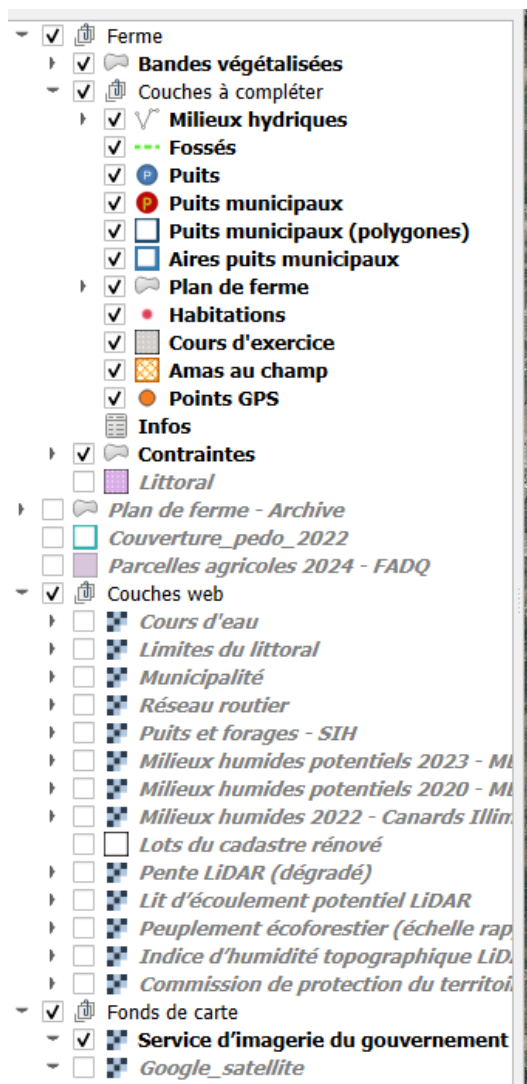 Ferme
Bandes végétalisées
Couches à compléter
Milieux hydriques
Fossés
P Puits
P Puits municipaux
Puits municipaux (polygones)
Aires puits municipaux
Plan de ferme
Habitations
Cours d'exercice
Amas au champ
Points GPS
Infos
Contraintes
Littoral
Plan de ferme - Archive
Couverture_pedo_2022
Parcelles agricoles 2024 - FADQ
Couches web
Cours d'eau
Limites du littoral
Municipalité
Réseau routier
Puits et forages - SIH
Milieux humides potentiels 2023 -
Milieux humides potentiels 2020 -
Milieux humides 2022 - Canards
Lots du cadastre rénové
Pente LiDAR (dégradé)
Lit d’écoulement potentiel LiDAR
Peuplement écoforestier (échelle
Indice d’humidité topographique
Commission de protection du
Fonds de carte
Service d’imagerie du gouvernement
Google_satellite